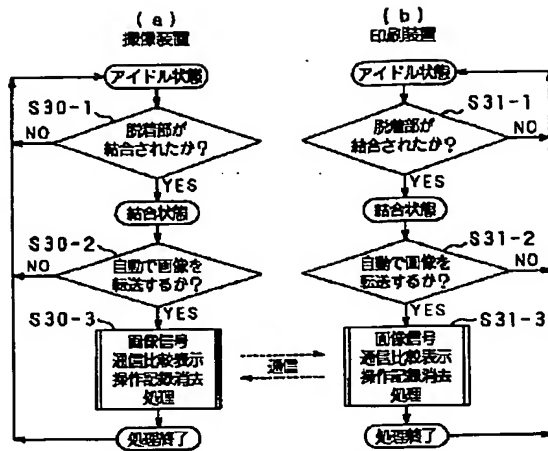 (a)
撮像装置
アイドル状態
S30-1
脱着部が
結合されたか?
NO
YES
結合状態
S30-2
自動で画像を
転送するか?
NO
YES
S30-3
画像信号
通信比較表示
操作記録消去
処理
処理終了
通信
(b)
印刷装置
アイドル状態
S31-1
脱着部が
結合されたか?
NO
YES
結合状態
S31-2
自動で画像を
転送するか?
NO
YES
S31-3
画像信号
通信比較表示
操作記録消去
処理
処理終了